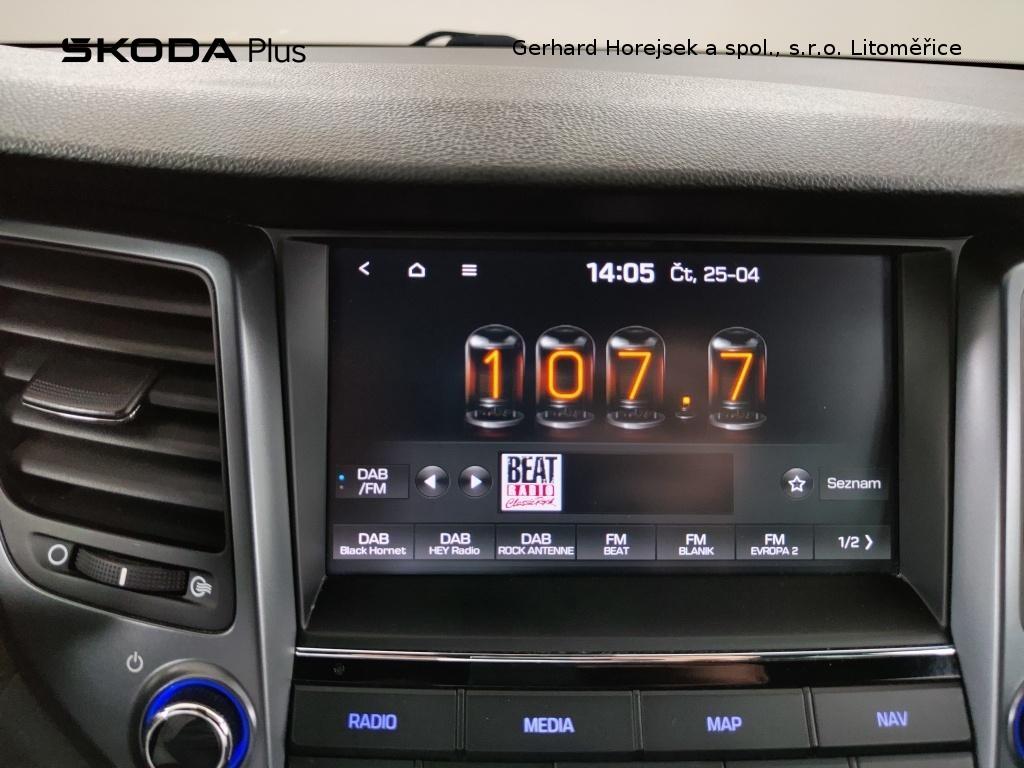 ŠKODA Plus
Gerhard Horejsek a spol., s.r.o. Litoměřice
14:05 Čt, 25-04
107.7
DAB
/FM
BEAT
RADIO
Classic Rock
Seznam
DAB
Black Hornet
DAB
HEY Radio
DAB
ROCK ANTENNE
FM
BEAT
FM
BLANIK
FM
EVROPA 2
1/2
RADIO
MEDIA
MAP
NAV